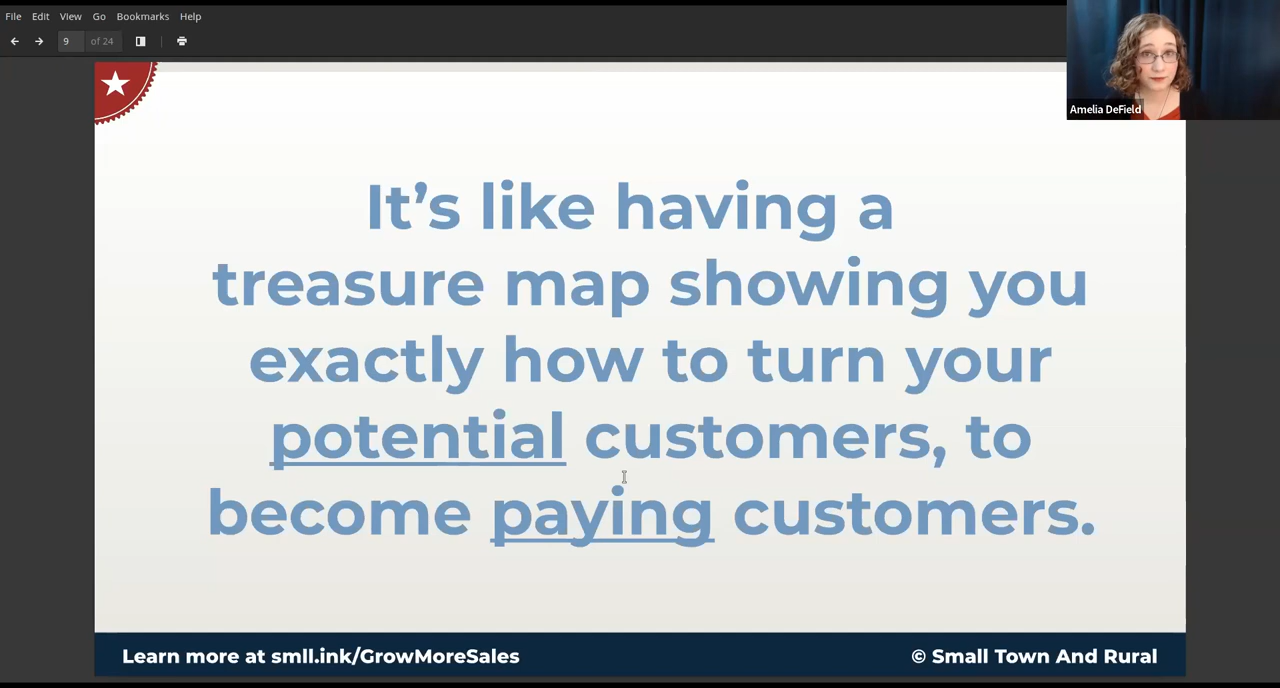 File Edit View Go Bookmarks Help
9 of 24
Amelia DeField
It's like having a
treasure map showing you
exactly how to turn your
potential customers, to
become paying customers.
Learn more at smll.ink/GrowMoreSales
© Small Town And Rural